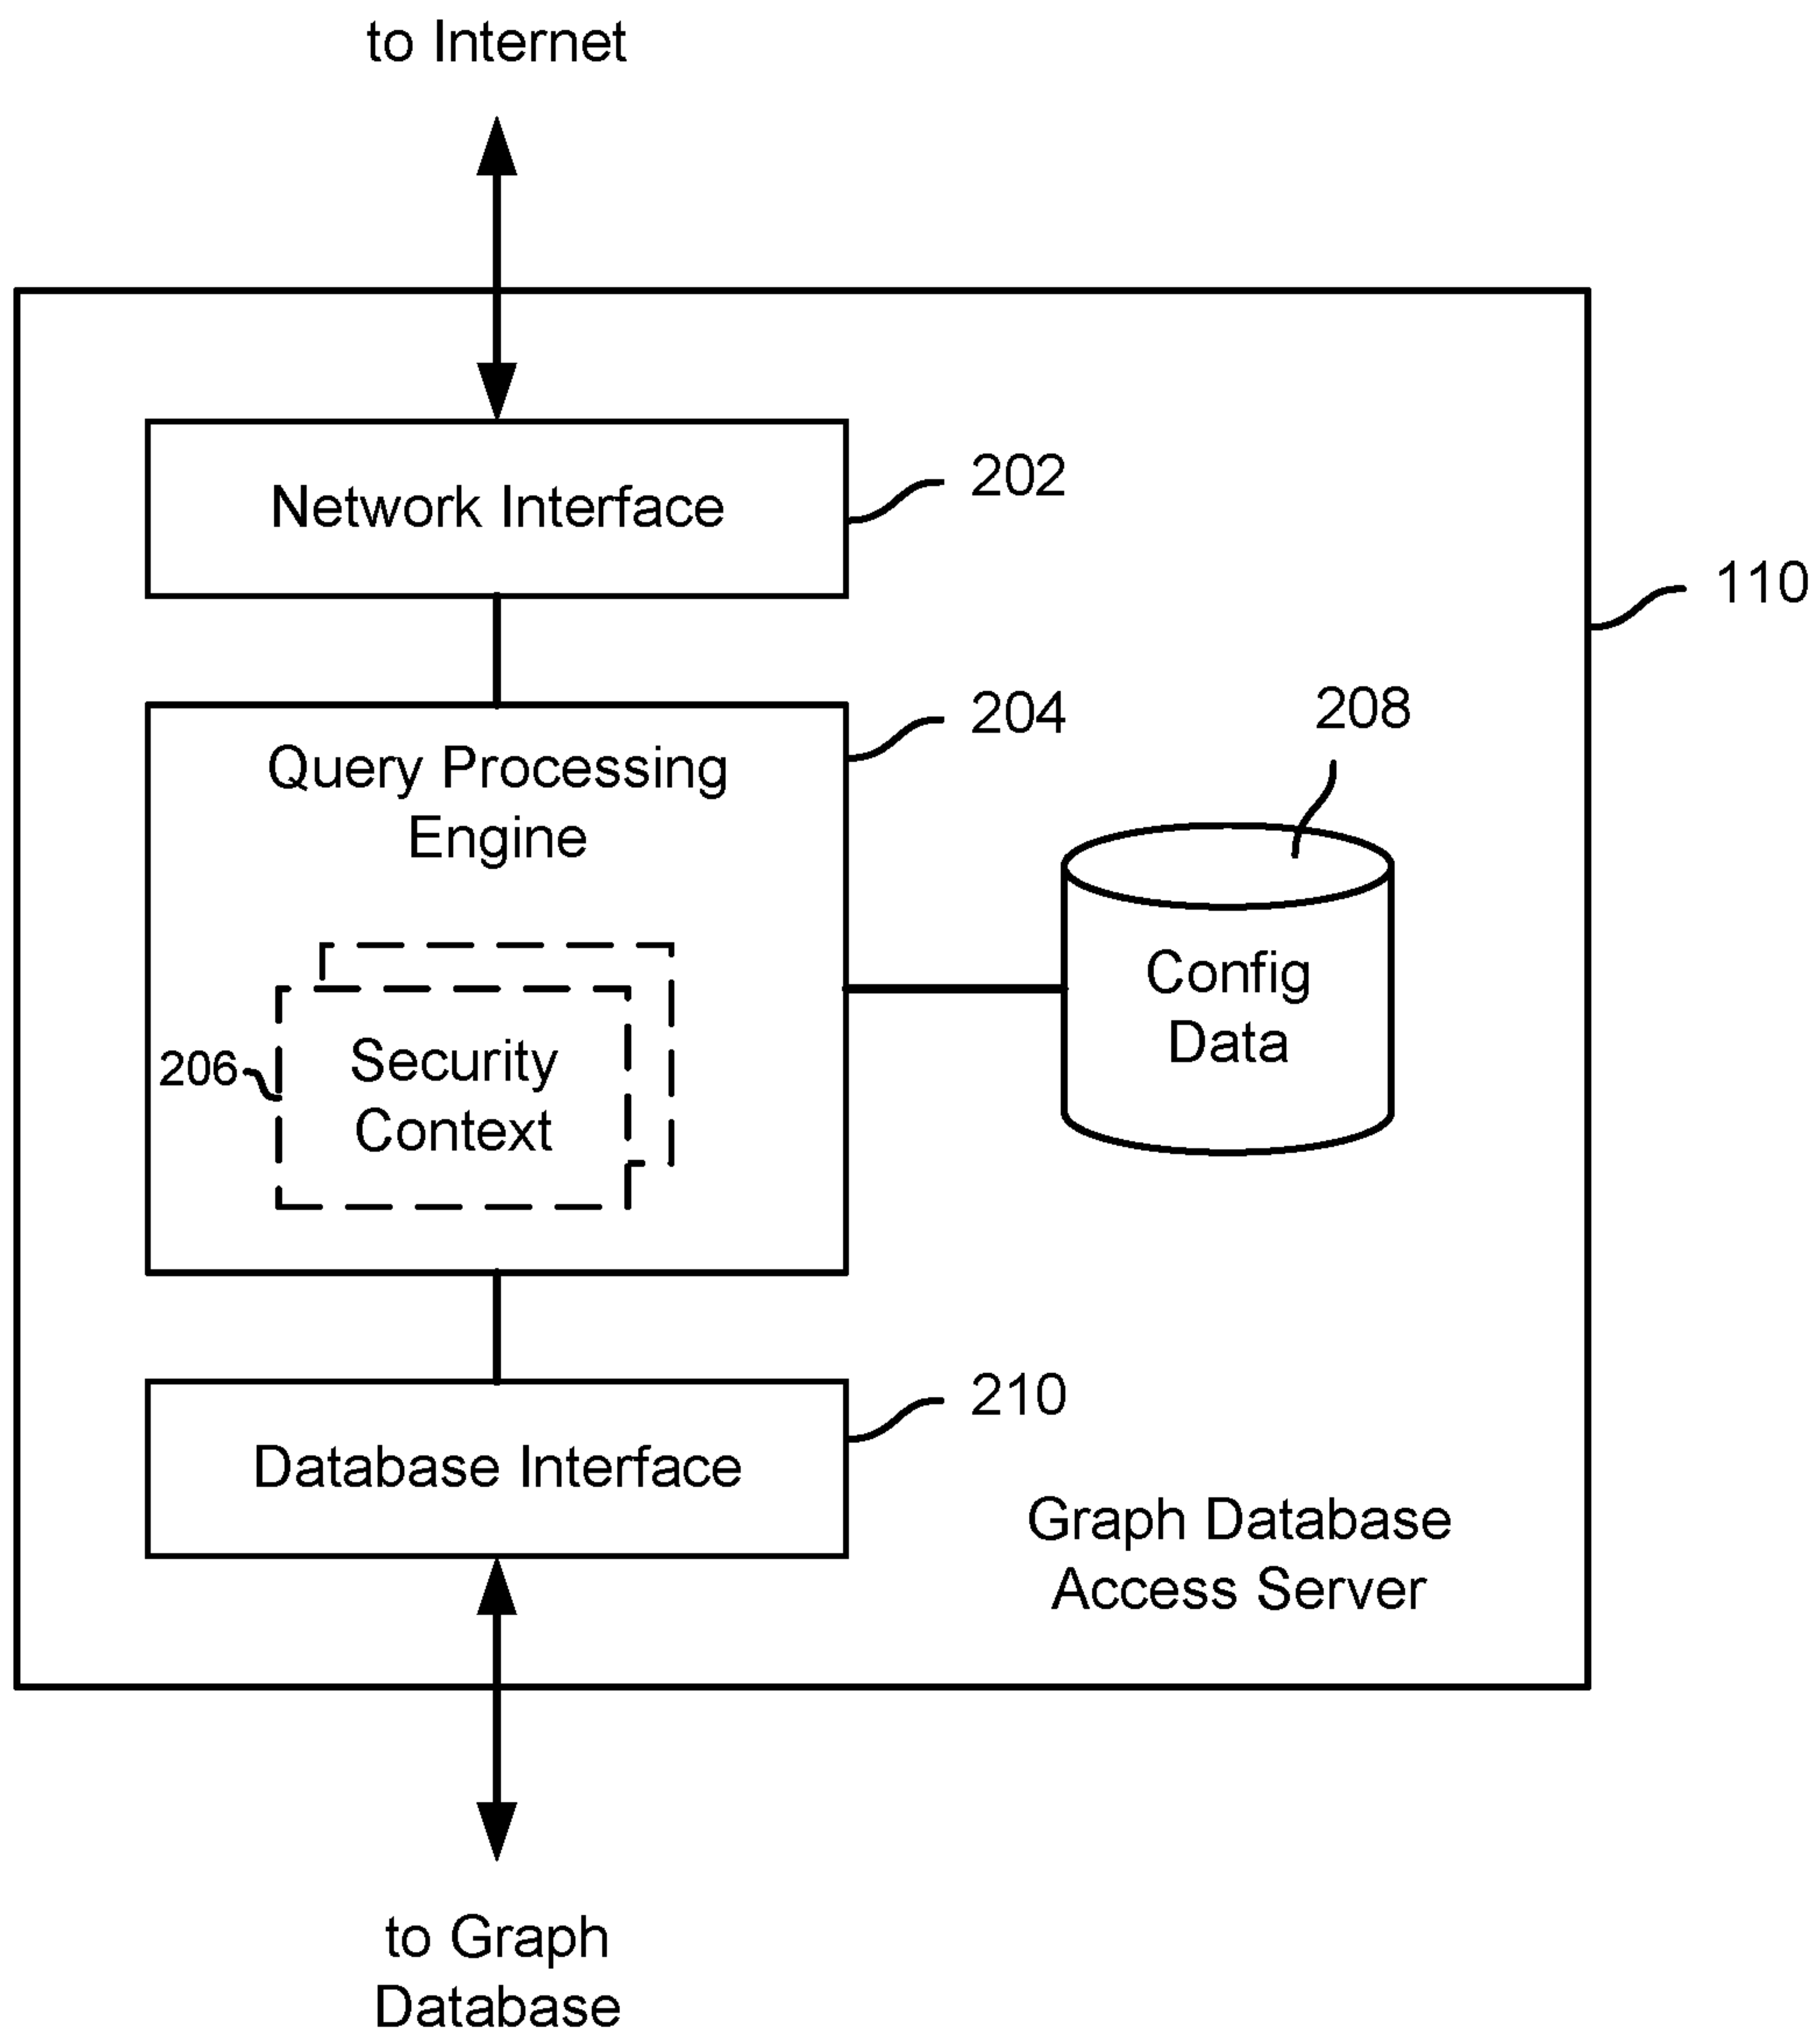 to Internet
Network Interface
202
110
Query Processing
Engine
204
208
Config
Data
206
Security
Context
Database Interface
210
Graph Database
Access Server
to Graph
Database